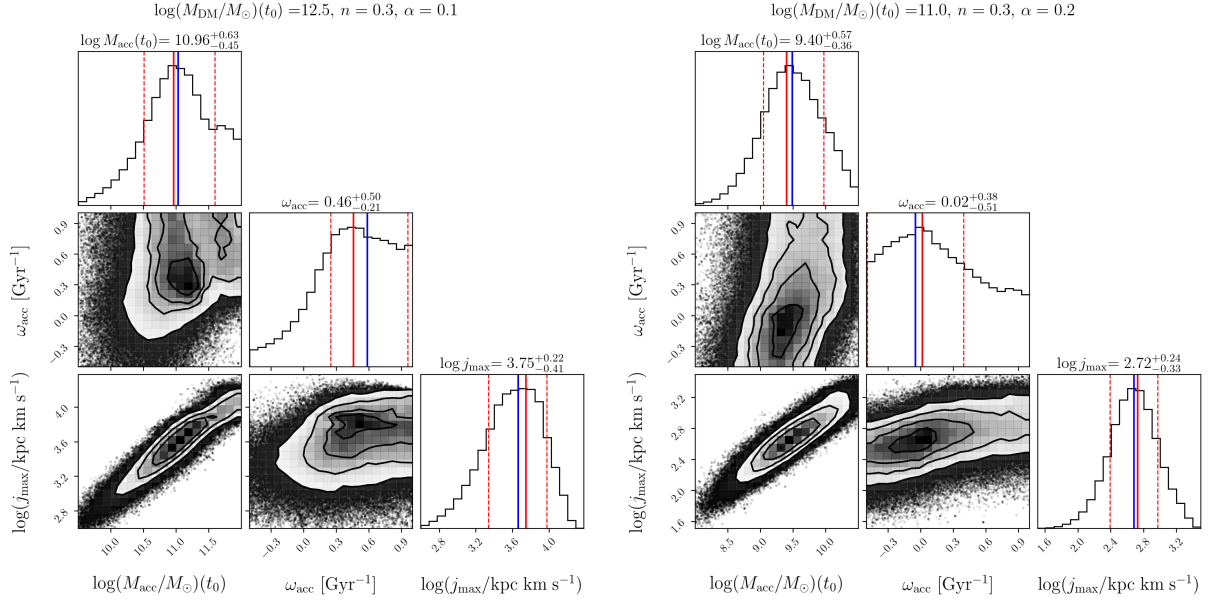 log(M_DM/M_⊙)(t_0) =12.5, n = 0.3, α = 0.1
log M_acc(t_0)= 10.96^{+0.63}_{-0.45}
ω_acc= 0.46^{+0.50}_{-0.21}
0.9
0.6
0.3
0.0
−0.3
ω_acc [Gyr^{−1}]
log j_max= 3.75^{+0.22}_{-0.41}
4.0
3.6
3.2
2.8
log(j_max/kpc km s^{−1})
10.0 10.5 11.0 11.5
−0.3 0.0 0.3 0.6 0.9
3.0 3.5 4.0
log(M_acc/M_⊙)(t_0)
ω_acc [Gyr^{−1}]
log(j_max/kpc km s^{−1})
log(M_DM/M_⊙)(t_0) =11.0, n = 0.3, α = 0.2
log M_acc(t_0)= 9.40^{+0.57}_{-0.36}
ω_acc= 0.02^{+0.38}_{-0.51}
0.9
0.6
0.3
0.0
−0.3
ω_acc [Gyr^{−1}]
log j_max= 2.72^{+0.24}_{-0.33}
3.2
2.8
2.4
2.0
1.6
log(j_max/kpc km s^{−1})
8.5 9.0 9.5 10.0
−0.3 0.0 0.3 0.6 0.9
1.6 2.0 2.4 2.8 3.2
log(M_acc/M_⊙)(t_0)
ω_acc [Gyr^{−1}]
log(j_max/kpc km s^{−1})